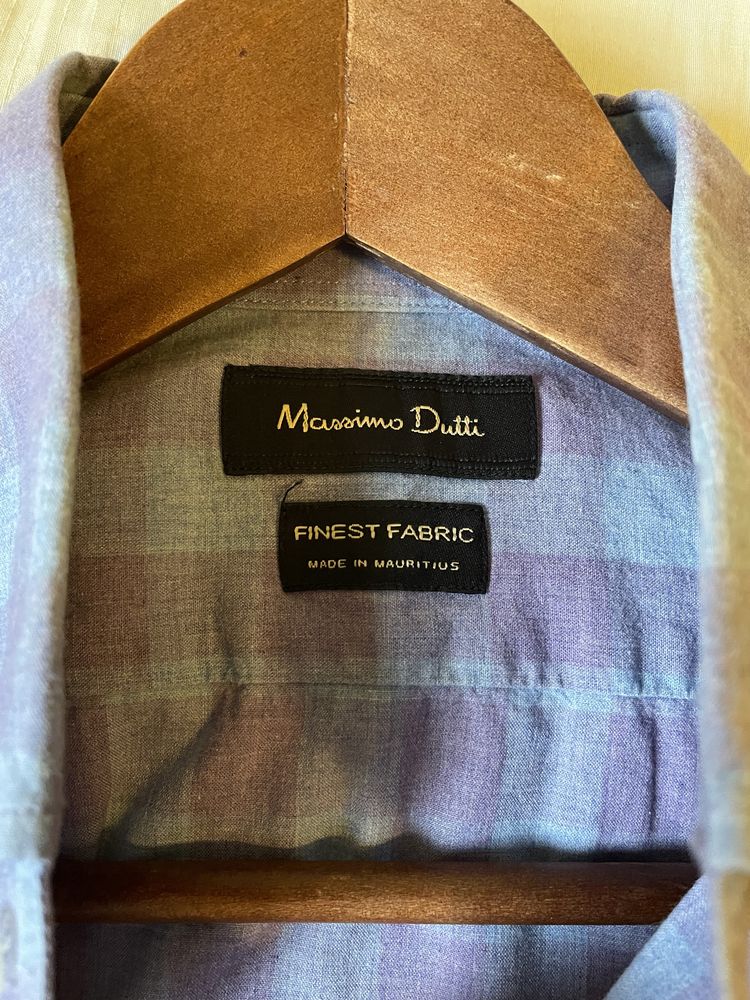 Massimo Dutti
FINEST FABRIC
MADE IN MAURITIUS